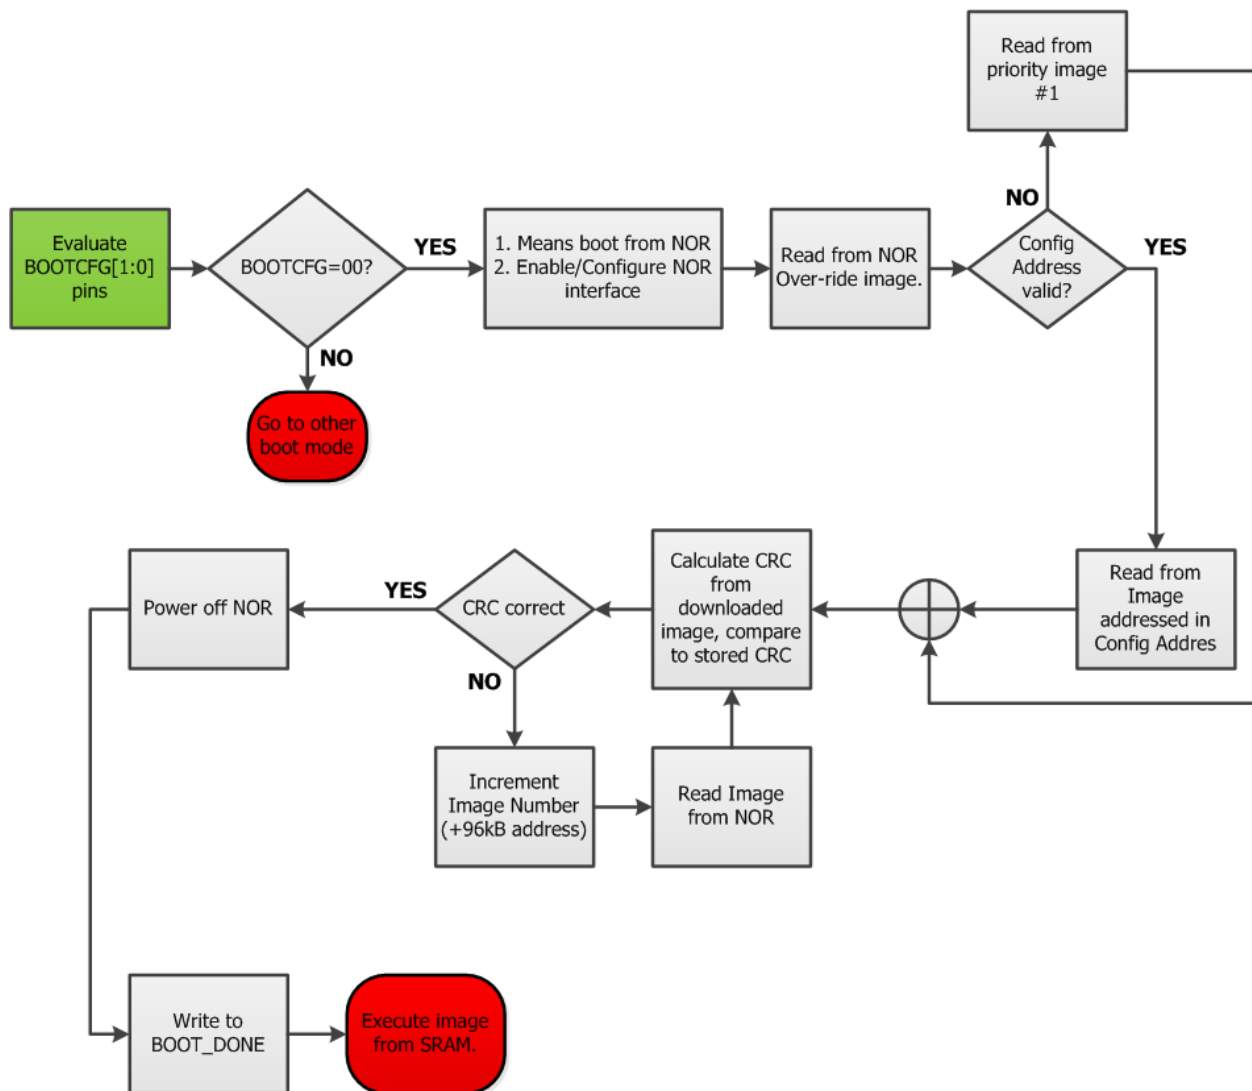 Read from
priority image
#1
NO
Evaluate
BOOTCFG[1:0]
pins
BOOTCFG=00?
YES
1. Means boot from NOR
2. Enable/Configure NOR
interface
Read from NOR
Over-ride image.
Config
Address
valid?
YES
NO
Go to other
boot mode
Power off NOR
YES
CRC correct
Calculate CRC
from
downloaded
image, compare
to stored CRC
Read from
Image
addressed in
Config Addres
NO
Increment
Image Number
(+96kB address)
Read Image
from NOR
Write to
BOOT_DONE
Execute image
from SRAM.